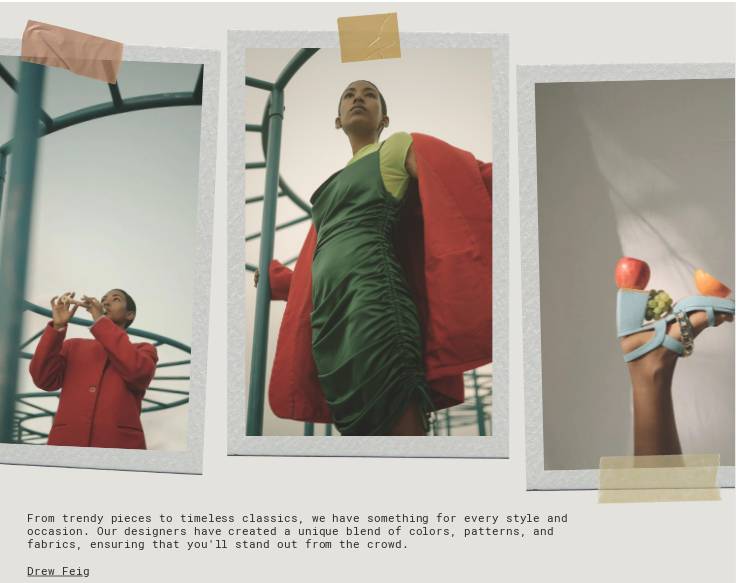 From trendy pieces to timeless classics, we have something for every style and
occasion. Our designers have created a unique blend of colors, patterns, and
fabrics, ensuring that you'll stand out from the crowd.
Drew Feig